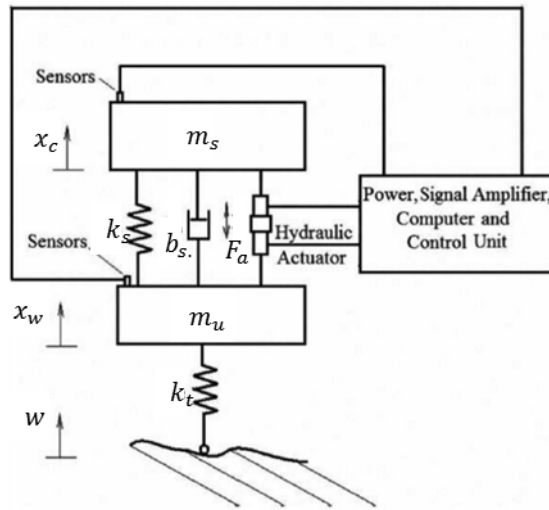 Sensors
m_s
x_c
Power, Signal Amplifier,
Computer and
Control Unit
k_s
b_s.
F_a
Hydraulic
Actuator
Sensors
x_w
m_u
k_t
w